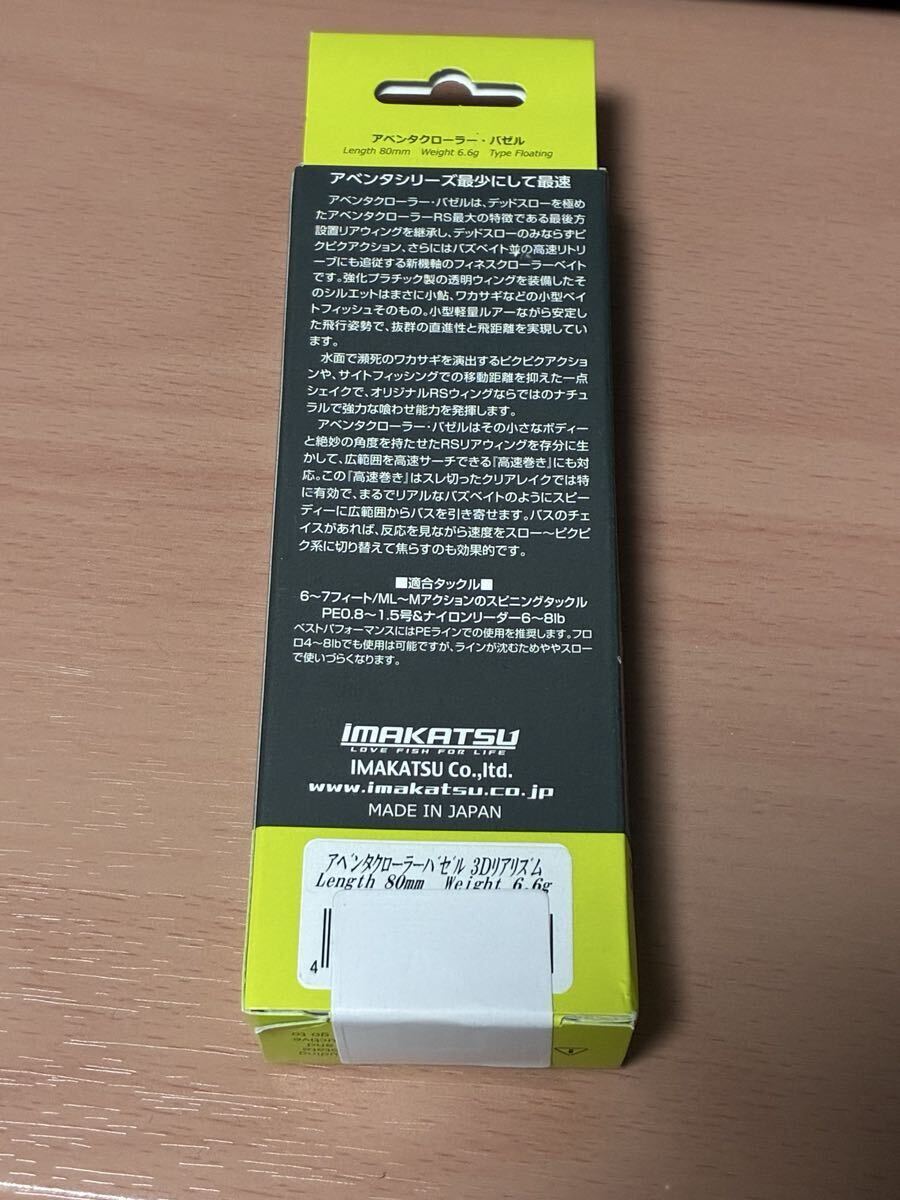 アベンタクローラー・バゼル
Length 80mm Weight 6.6g Type Floating
アベンタシリーズ最少にして最速
アベンタクローラー・バゼルは、デッドスローを極め
たアベンタクローラーRS最大の特徴である最後方
設置リアウィングを継承し、デッドスローのみならずピ
クピクアクション、さらにはバズベイト並の高速リトリ
ーブにも追従する新機軸のフィネスクローラーベイト
です。強化プラチック製の透明ウィングを装備したそ
のシルエットはまさに小鮎、ワカサギなどの小型ベイ
トフィッシュそのもの。小型軽量ルアーながら安定し
た飛行姿勢で、抜群の直進性と飛距離を実現してい
ます。
水面で瀕死のワカサギを演出するピクピクアクショ
ンや、サイトフィッシングでの移動距離を抑えた一点
シェイクで、オリジナルRSウィングならではのナチュ
ラルで強力な喰わせ能力を発揮します。
アベンタクローラー・バゼルはその小さなボディー
と絶妙の角度を持たせたRSリアウィングを存分に生
かして、広範囲を高速サーチできる『高速巻き』にも対
応。この『高速巻き』はスレ切ったクリアレイクでは特
に有効で、まるでリアルなバズベイトのようにスピー
ディーに広範囲からバスを引き寄せます。バスのチェ
イスがあれば、反応を見ながら速度をスロー〜ピクピ
ク系に切り替えて焦らすのも効果的です。
■適合タックル■
6〜7フィート/ML〜Mアクションのスピニングタックル
PE0.8〜1.5号&ナイロンリーダー6〜8lb
ベストパフォーマンスにはPEラインでの使用を推奨します。フロ
ロ4〜8lbでも使用は可能ですが、ラインが沈むためややスロー
で使いづらくなります。
IMAKATSU
LOVE FISH FOR LIFE
IMAKATSU Co.,ltd.
www.imakatsu.co.jp
MADE IN JAPAN
アベンタクローラーバゼル 3Dリアリズム
Length 80mm Weight 6.6g
4